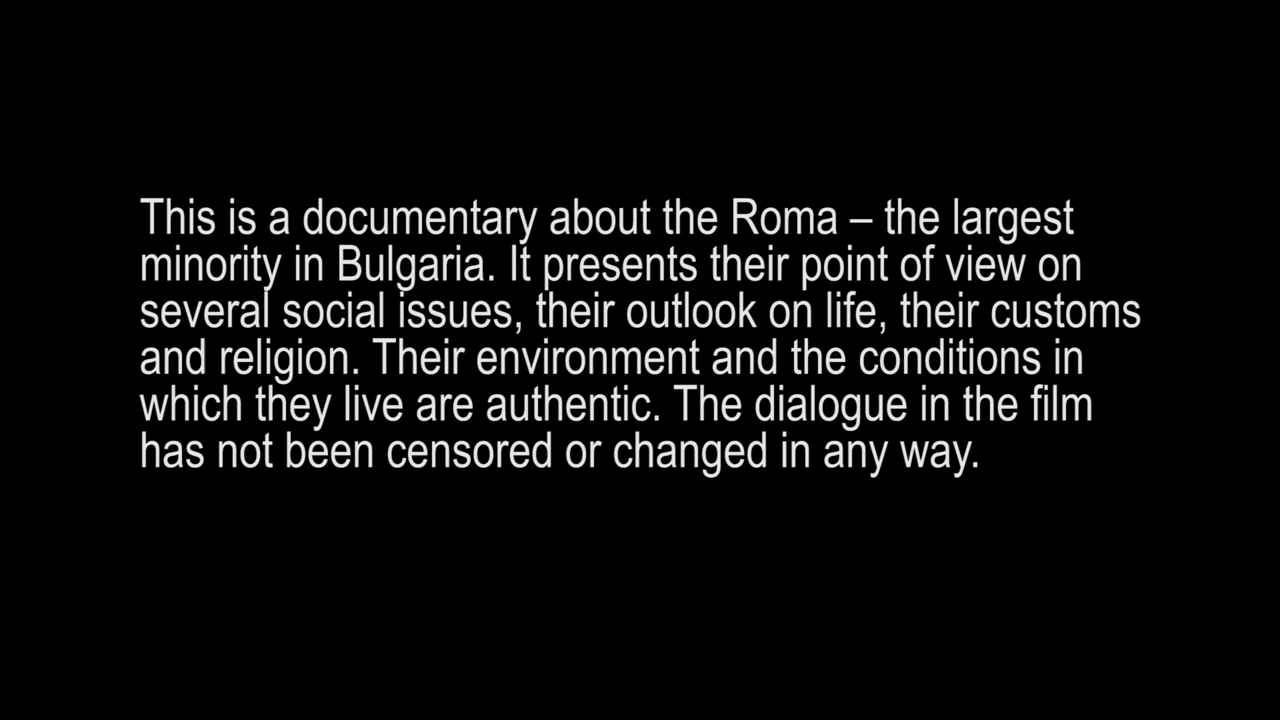 This is a documentary about the Roma – the largest
minority in Bulgaria. It presents their point of view on
several social issues, their outlook on life, their customs
and religion. Their environment and the conditions in
which they live are authentic. The dialogue in the film
has not been censored or changed in any way.